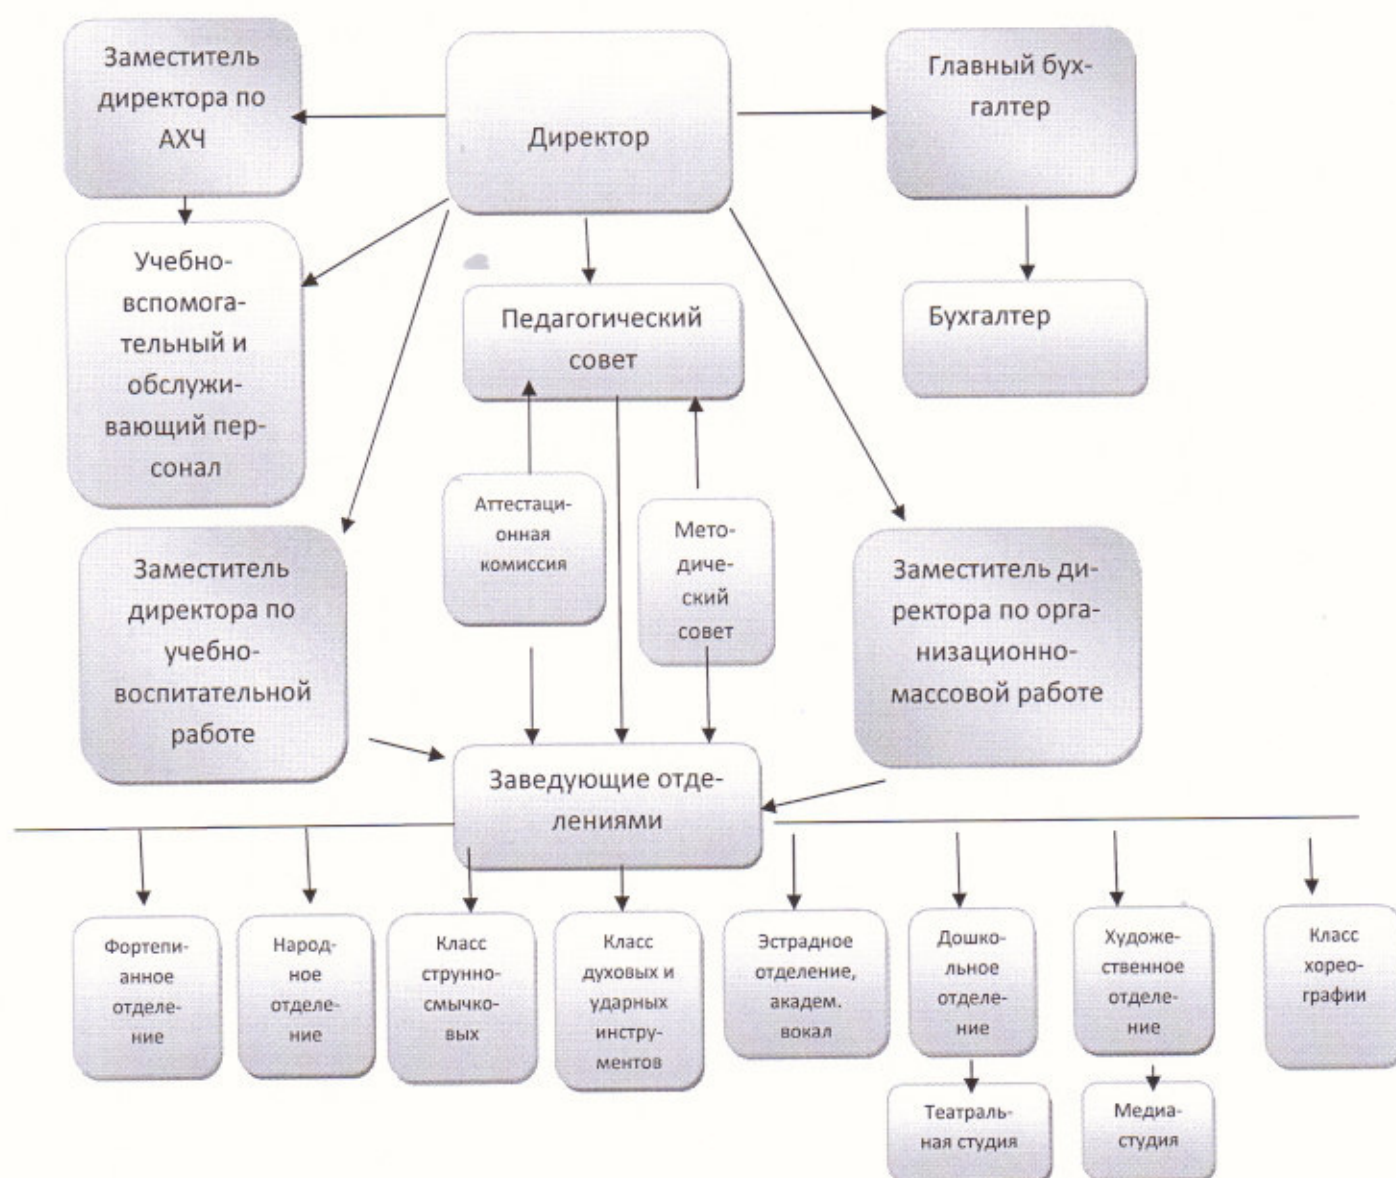 Заместитель
директора по
АХЧ
Директор
Главный бух-
галтер
Учебно-
вспомога-
тельный и
обслужи-
вающий пер-
сонал
Педагогический
совет
Бухгалтер
Аттестаци-
онная
комиссия
Мето-
диче-
ский
совет
Заместитель
директора по
учебно-
воспитательной
работе
Заместитель ди-
ректора по орга-
низационно-
массовой работе
Заведующие отде-
лениями
Фортепи-
анное
отделе-
ние
Народ-
ное
отделе-
ние
Класс
струнно-
смычко-
вых
Класс
духовых и
ударных
инстру-
ментов
Эстрадное
отделение,
академ.
вокал
Дошко-
льное
отделе-
ние
Художе-
ственное
отделе-
ние
Класс
хорео-
графии
Театраль-
ная студия
Медиа-
студия